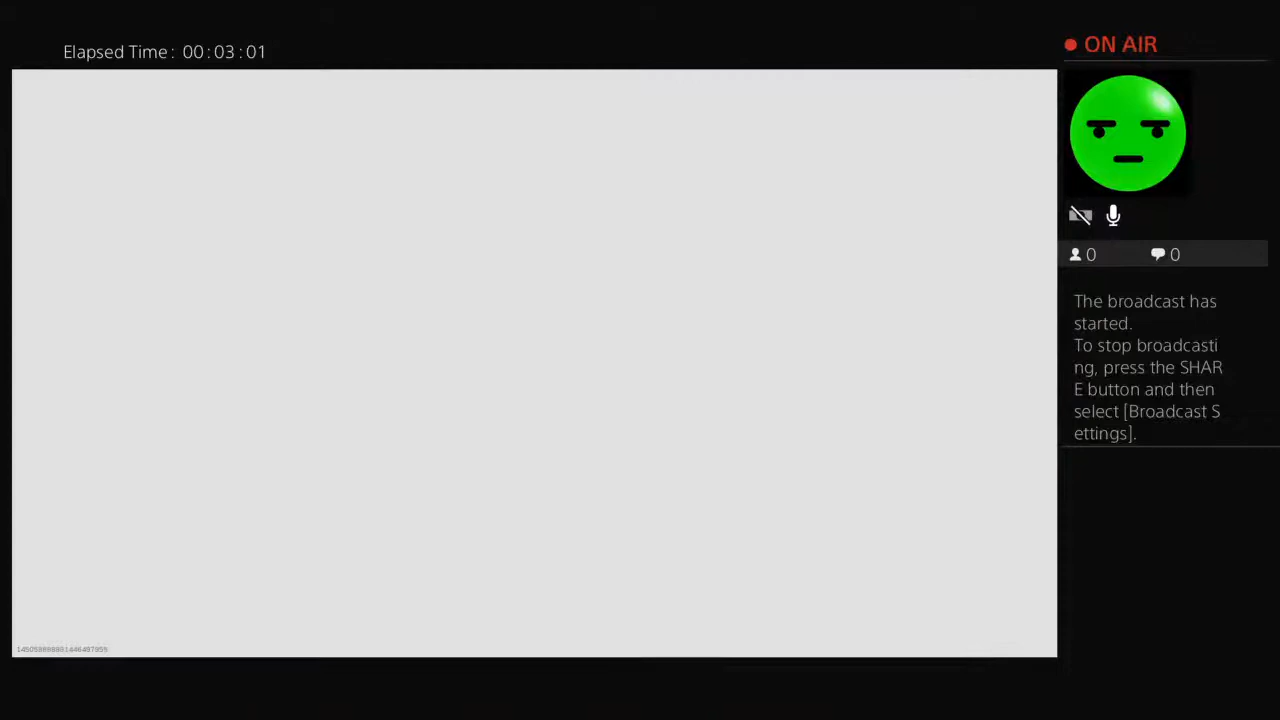 Elapsed Time: 00:03:01
ON AIR
0 0
The broadcast has
started.
To stop broadcasti
ng, press the SHAR
E button and then
select [Broadcast S
ettings].